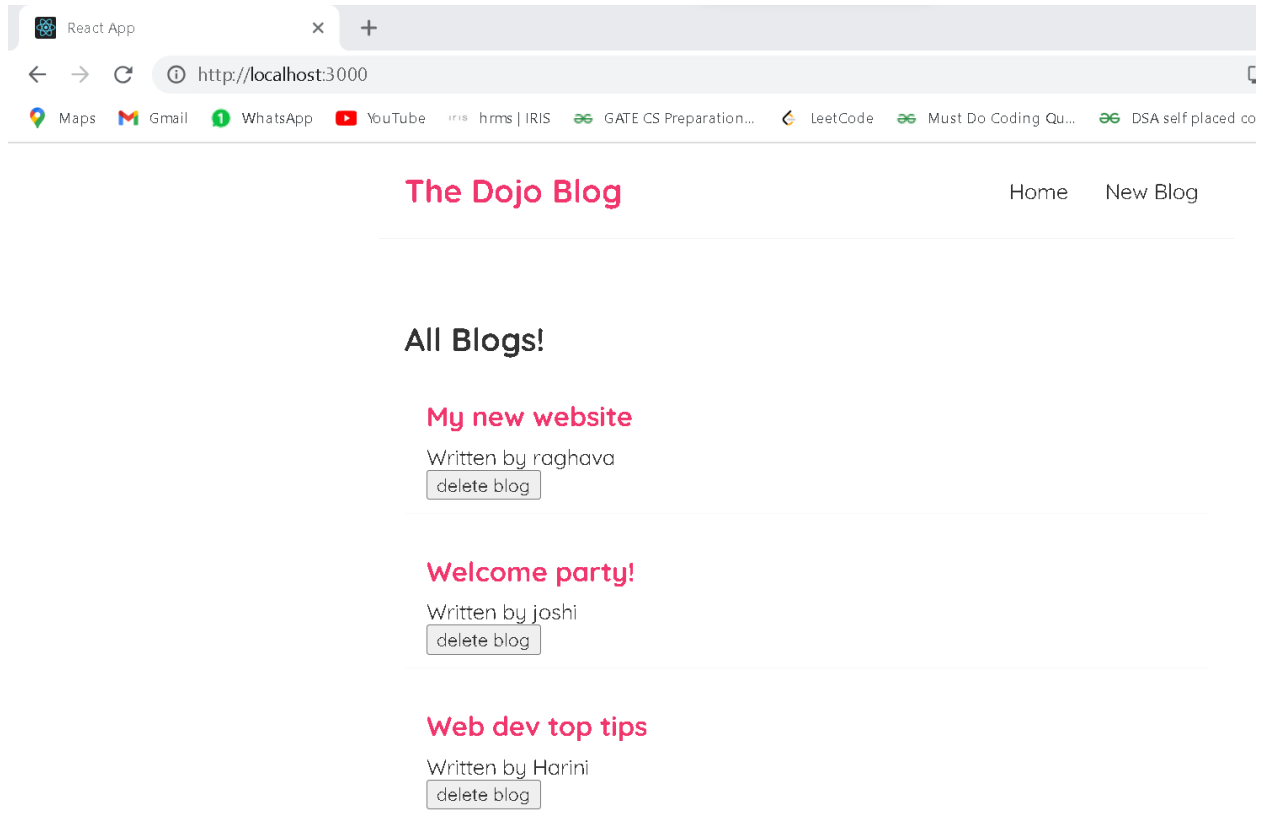 React App
http://localhost:3000
Maps Gmail WhatsApp YouTube IRIS hrms | IRIS GATE CS Preparation... LeetCode Must Do Coding Qu... DSA self placed co
The Dojo Blog Home New Blog
All Blogs!
My new website
Written by raghava
delete blog
Welcome party!
Written by joshi
delete blog
Web dev top tips
Written by Harini
delete blog